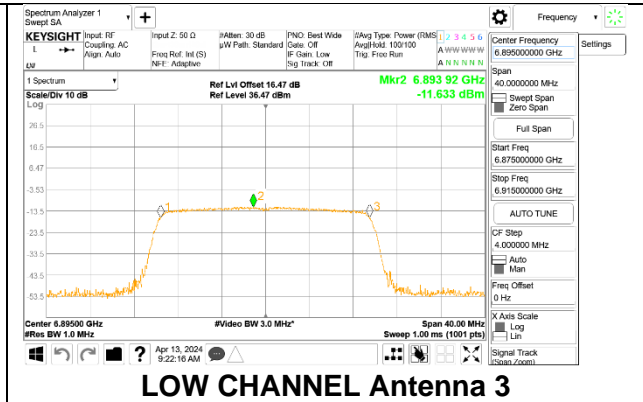 Spectrum Analyzer 1
Swept SA
Frequency
KEYSIGHT
L
Input: RF
Coupling: AC
Align: Auto
Input Z: 50 Ω
Freq Ref: Int (S)
NFE: Adaptive
#Atten: 30 dB
µW Path: Standard
PNO: Best Wide
Gate: Off
IF Gain: Low
Sig Track: Off
#Avg Type: Power (RMS
Avg|Hold: 100/100
Trig: Free Run
1 2 3 4 5 6
A W W W W W
A N N N N N
1 Spectrum
Scale/Div 10 dB
Log
Ref Lvl Offset 16.47 dB
Ref Level 36.47 dBm
Mkr2 6.893 92 GHz
-11.633 dBm
26.5
16.5
6.47
-3.53
-13.5
-23.5
-33.5
-43.5
-53.5
1
2
3
Center 6.89500 GHz
#Res BW 1.0 MHz
#Video BW 3.0 MHz*
Span 40.00 MHz
Sweep 1.00 ms (1001 pts)
?
Apr 13, 2024
9:22:16 AM
Center Frequency
6.895000000 GHz
Settings
Span
40.0000000 MHz
Swept Span
Zero Span
Full Span
Start Freq
6.875000000 GHz
Stop Freq
6.915000000 GHz
AUTO TUNE
CF Step
4.000000 MHz
Auto
Man
Freq Offset
0 Hz
X Axis Scale
Log
Lin
Signal Track
(Span Zoom)
LOW CHANNEL Antenna 3